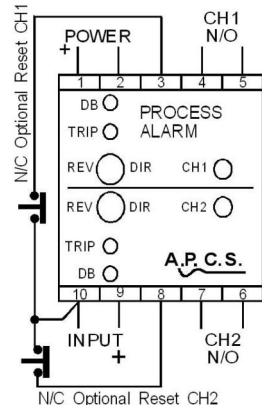 N/C Optional Reset CH1
POWER
+
CH1
N/O
1 2 3 4 5
DB
PROCESS
TRIP
ALARM
REV DIR CH1
REV DIR CH2
TRIP
A.P.C.S.
DB
10 9 8 7 6
INPUT
+
CH2
N/O
N/C Optional Reset CH2